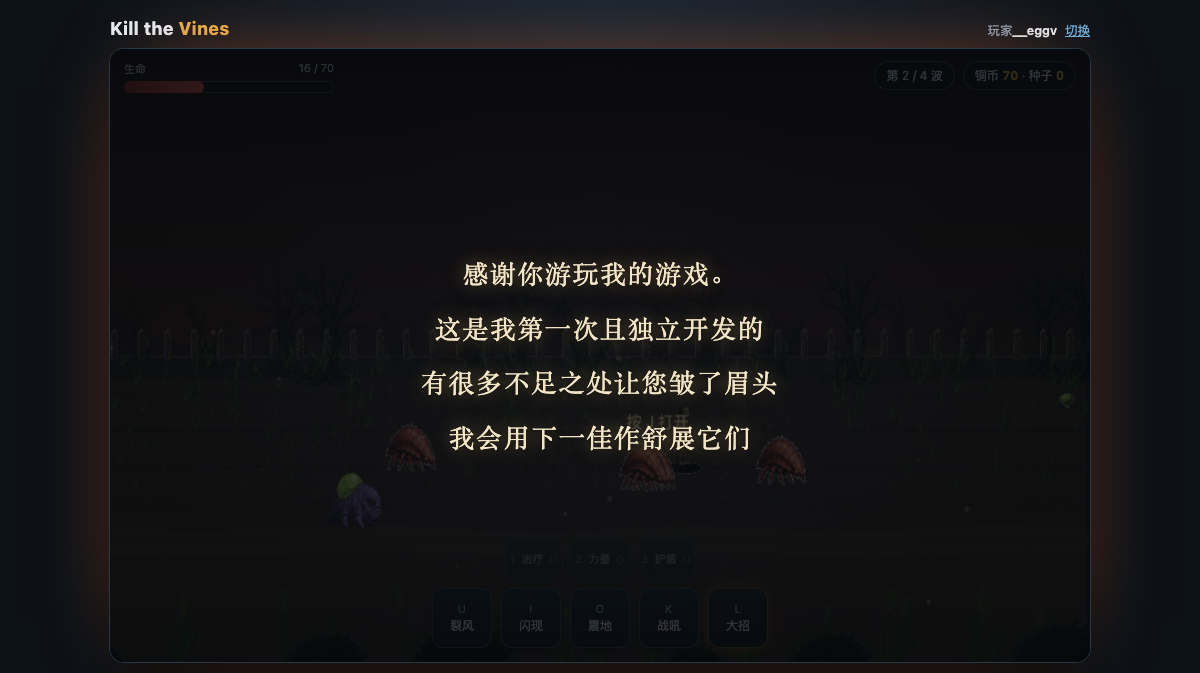 Kill the Vines
玩家__eggv 切换
生命 16 / 70
第 2 / 4 波 铜币 70 · 种子 0
感谢你游玩我的游戏。
这是我第一次且独立开发的
有很多不足之处让您皱了眉头
按 J 打开
我会用下一佳作舒展它们
1 治疗 0 2 力量 0 3 护盾 0
U I O K L
裂风 闪现 震地 战吼 大招